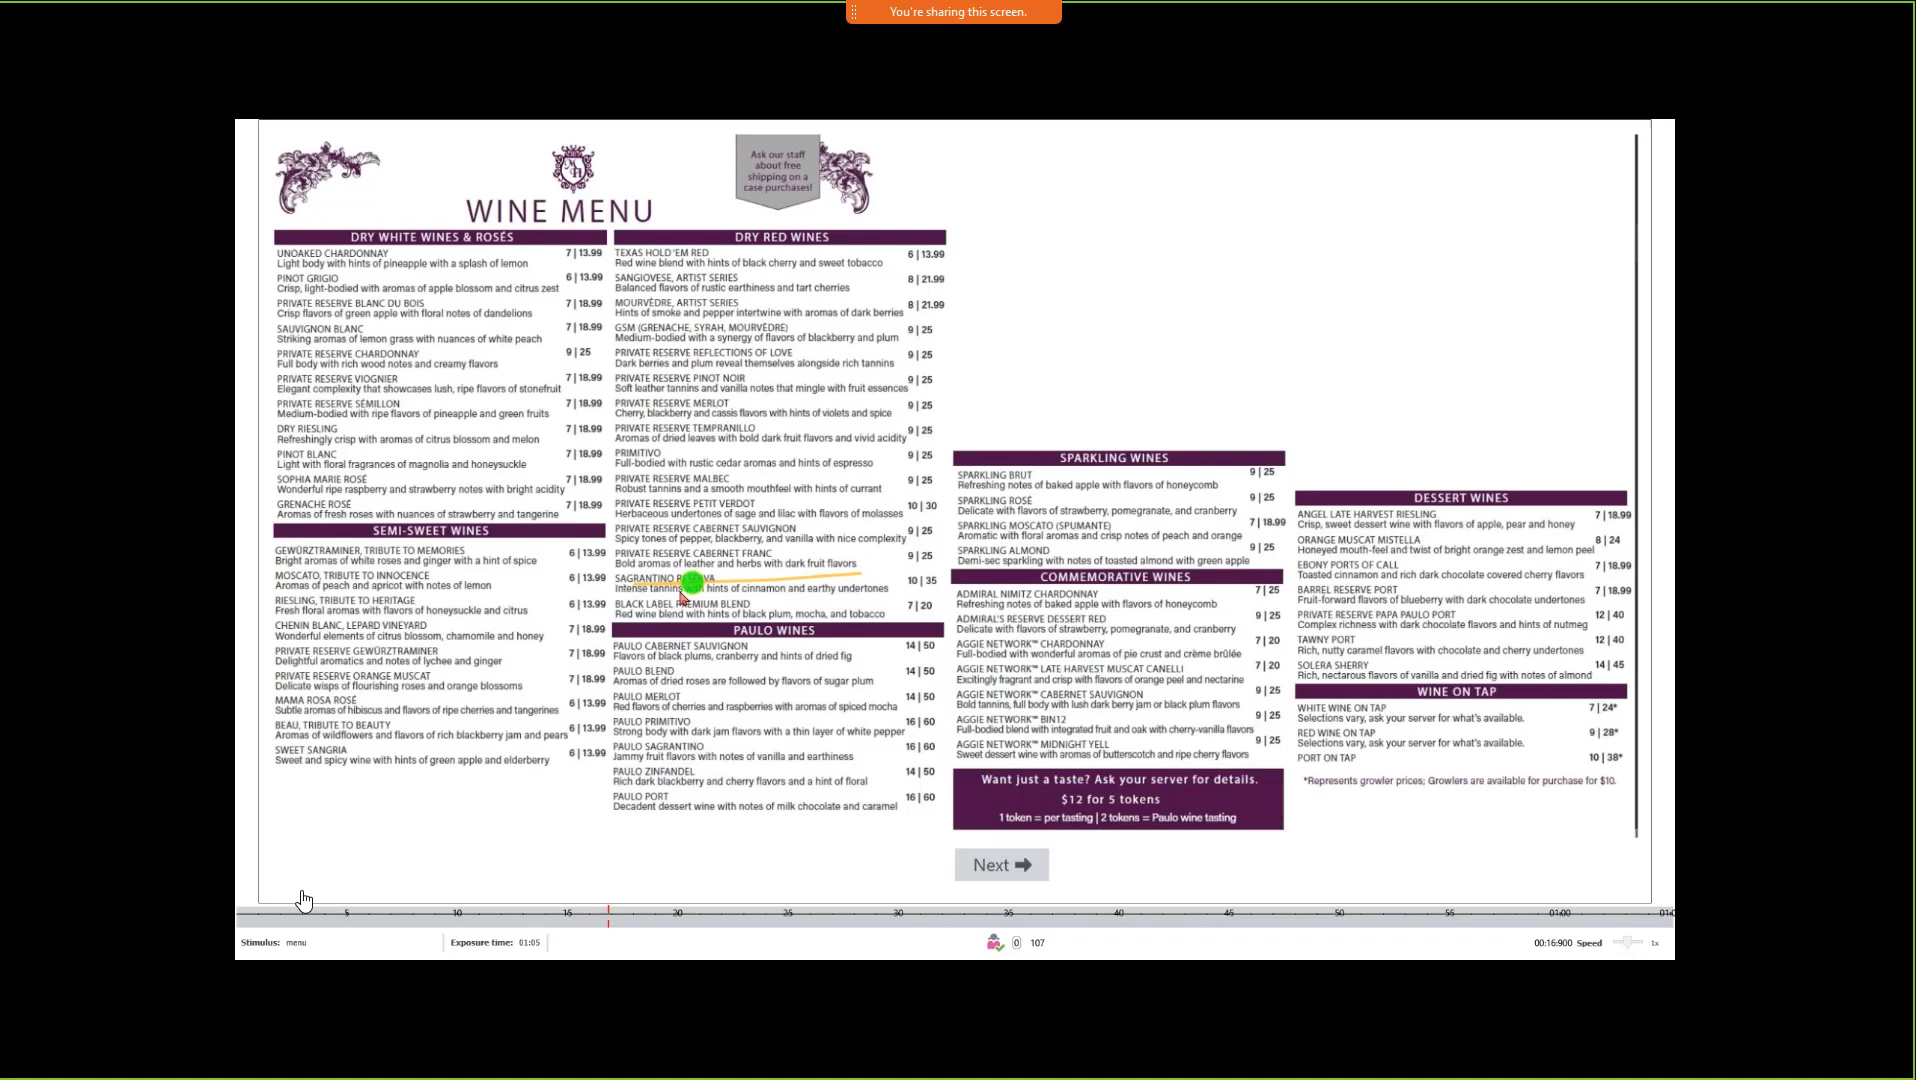 You're sharing this screen.
Ask our staff
about free
shipping on a
case purchases!
MH
WINE MENU
DRY WHITE WINES & ROSÉS
UNOAKED CHARDONNAY 7 | 13.99
Light body with hints of pineapple with a splash of lemon
PINOT GRIGIO 6 | 13.99
Crisp, light-bodied with aromas of apple blossom and citrus zest
PRIVATE RESERVE BLANC DU BOIS 7 | 18.99
Crisp flavors of green apple with floral notes of dandelions
SAUVIGNON BLANC 7 | 18.99
Striking aromas of lemon grass with nuances of white peach
PRIVATE RESERVE CHARDONNAY 9 | 25
Full body with rich wood notes and creamy flavors
PRIVATE RESERVE VIOGNIER 7 | 18.99
Elegant complexity that showcases lush, ripe flavors of stonefruit
PRIVATE RESERVE SÉMILLON 7 | 18.99
Medium-bodied with ripe flavors of pineapple and green fruits
DRY RIESLING 7 | 18.99
Refreshingly crisp with aromas of citrus blossom and melon
PINOT BLANC 7 | 18.99
Light with floral fragrances of magnolia and honeysuckle
SOPHIA MARIE ROSÉ 7 | 18.99
Wonderful ripe raspberry and strawberry notes with bright acidity
GRENACHE ROSÉ 7 | 18.99
Aromas of fresh roses with nuances of strawberry and tangerine
SEMI-SWEET WINES
GEWÜRZTRAMINER, TRIBUTE TO MEMORIES 6 | 13.99
Bright aromas of white roses and ginger with a hint of spice
MOSCATO, TRIBUTE TO INNOCENCE 6 | 13.99
Aromas of peach and apricot with notes of lemon
RIESLING, TRIBUTE TO HERITAGE 6 | 13.99
Fresh floral aromas with flavors of honeysuckle and citrus
CHENIN BLANC, LEPARD VINEYARD 7 | 18.99
Wonderful elements of citrus blossom, chamomile and honey
PRIVATE RESERVE GEWÜRZTRAMINER 7 | 18.99
Delightful aromatics and notes of lychee and ginger
PRIVATE RESERVE ORANGE MUSCAT 7 | 18.99
Delicate wisps of flourishing roses and orange blossoms
MAMA ROSA ROSÉ 6 | 13.99
Subtle aromas of hibiscus and flavors of ripe cherries and tangerines
BEAU, TRIBUTE TO BEAUTY 6 | 13.99
Aromas of wildflowers and flavors of rich blackberry jam and pears
SWEET SANGRIA 6 | 13.99
Sweet and spicy wine with hints of green apple and elderberry
DRY RED WINES
TEXAS HOLD 'EM RED 6 | 13.99
Red wine blend with hints of black cherry and sweet tobacco
SANGIOVESE, ARTIST SERIES 8 | 21.99
Balanced flavors of rustic earthiness and tart cherries
MOURVÈDRE, ARTIST SERIES 8 | 21.99
Hints of smoke and pepper intertwine with aromas of dark berries
GSM (GRENACHE, SYRAH, MOURVÈDRE) 9 | 25
Medium-bodied with a synergy of flavors of blackberry and plum
PRIVATE RESERVE REFLECTIONS OF LOVE 9 | 25
Dark berries and plum reveal themselves alongside rich tannins
PRIVATE RESERVE PINOT NOIR 9 | 25
Soft leather tannins and vanilla notes that mingle with fruit essences
PRIVATE RESERVE MERLOT 9 | 25
Cherry, blackberry and cassis flavors with hints of violets and spice
PRIVATE RESERVE TEMPRANILLO 9 | 25
Aromas of dried leaves with bold dark fruit flavors and vivid acidity
PRIMITIVO 9 | 25
Full-bodied with rustic cedar aromas and hints of espresso
PRIVATE RESERVE MALBEC 9 | 25
Robust tannins and a smooth mouthfeel with hints of currant
PRIVATE RESERVE PETIT VERDOT 10 | 30
Herbaceous undertones of sage and lilac with flavors of molasses
PRIVATE RESERVE CABERNET SAUVIGNON 9 | 25
Spicy tones of pepper, blackberry, and vanilla with nice complexity
PRIVATE RESERVE CABERNET FRANC 9 | 25
Bold aromas of leather and herbs with dark fruit flavors
SAGRANTINO RESERVA 10 | 35
Intense tannins with hints of cinnamon and earthy undertones
BLACK LABEL PREMIUM BLEND 7 | 20
Red wine blend with hints of black plum, mocha, and tobacco
PAULO WINES
PAULO CABERNET SAUVIGNON 14 | 50
Flavors of black plums, cranberry and hints of dried fig
PAULO BLEND 14 | 50
Aromas of dried roses are followed by flavors of sugar plum
PAULO MERLOT 14 | 50
Red flavors of cherries and raspberries with aromas of spiced mocha
PAULO PRIMITIVO 16 | 60
Strong body with dark jam flavors with a thin layer of white pepper
PAULO SAGRANTINO 16 | 60
Jammy fruit flavors with notes of vanilla and earthiness
PAULO ZINFANDEL 14 | 50
Rich dark blackberry and cherry flavors and a hint of floral
PAULO PORT 16 | 60
Decadent dessert wine with notes of milk chocolate and caramel
SPARKLING WINES
SPARKLING BRUT 9 | 25
Refreshing notes of baked apple with flavors of honeycomb
SPARKLING ROSÉ 9 | 25
Delicate with flavors of strawberry, pomegranate, and cranberry
SPARKLING MOSCATO (SPUMANTE) 7 | 18.99
Aromatic with floral aromas and crisp notes of peach and orange
SPARKLING ALMOND 9 | 25
Demi-sec sparkling with notes of toasted almond with green apple
COMMEMORATIVE WINES
ADMIRAL NIMITZ CHARDONNAY 7 | 25
Refreshing notes of baked apple with flavors of honeycomb
ADMIRAL'S RESERVE DESSERT RED 9 | 25
Delicate with flavors of strawberry, pomegranate, and cranberry
AGGIE NETWORK™ CHARDONNAY 7 | 20
Full-bodied with wonderful aromas of pie crust and crème brûlée
AGGIE NETWORK™ LATE HARVEST MUSCAT CANELLI 7 | 20
Excitingly fragrant and crisp with flavors of orange peel and nectarine
AGGIE NETWORK™ CABERNET SAUVIGNON 9 | 25
Bold tannins, full body with lush dark berry jam or black plum flavors
AGGIE NETWORK™ BIN12 9 | 25
Full-bodied blend with integrated fruit and oak with cherry-vanilla flavors
AGGIE NETWORK™ MIDNIGHT YELL 9 | 25
Sweet dessert wine with aromas of butterscotch and ripe cherry flavors
Want just a taste? Ask your server for details.
$12 for 5 tokens
1 token = per tasting | 2 tokens = Paulo wine tasting
DESSERT WINES
ANGEL LATE HARVEST RIESLING 7 | 18.99
Crisp, sweet dessert wine with flavors of apple, pear and honey
ORANGE MUSCAT MISTELLA 8 | 24
Honeyed mouth-feel and twist of bright orange zest and lemon peel
EBONY PORTS OF CALL 7 | 18.99
Toasted cinnamon and rich dark chocolate covered cherry flavors
BARREL RESERVE PORT 7 | 18.99
Fruit-forward flavors of blueberry with dark chocolate undertones
PRIVATE RESERVE PAPA PAULO PORT 12 | 40
Complex richness with dark chocolate flavors and hints of nutmeg
TAWNY PORT 12 | 40
Rich, nutty caramel flavors with chocolate and cherry undertones
SOLERA SHERRY 14 | 45
Rich, nectarous flavors of vanilla and dried fig with notes of almond
WINE ON TAP
WHITE WINE ON TAP 7 | 24*
Selections vary, ask your server for what's available.
RED WINE ON TAP 9 | 28*
Selections vary, ask your server for what's available.
PORT ON TAP 10 | 38*
*Represents growler prices; Growlers are available for purchase for $10.
Next
5 10 15 20 25 30 35 40 45 50 55 01:00
Stimulus: menu Exposure time: 01:05 0 107 00:16:900 Speed 1x